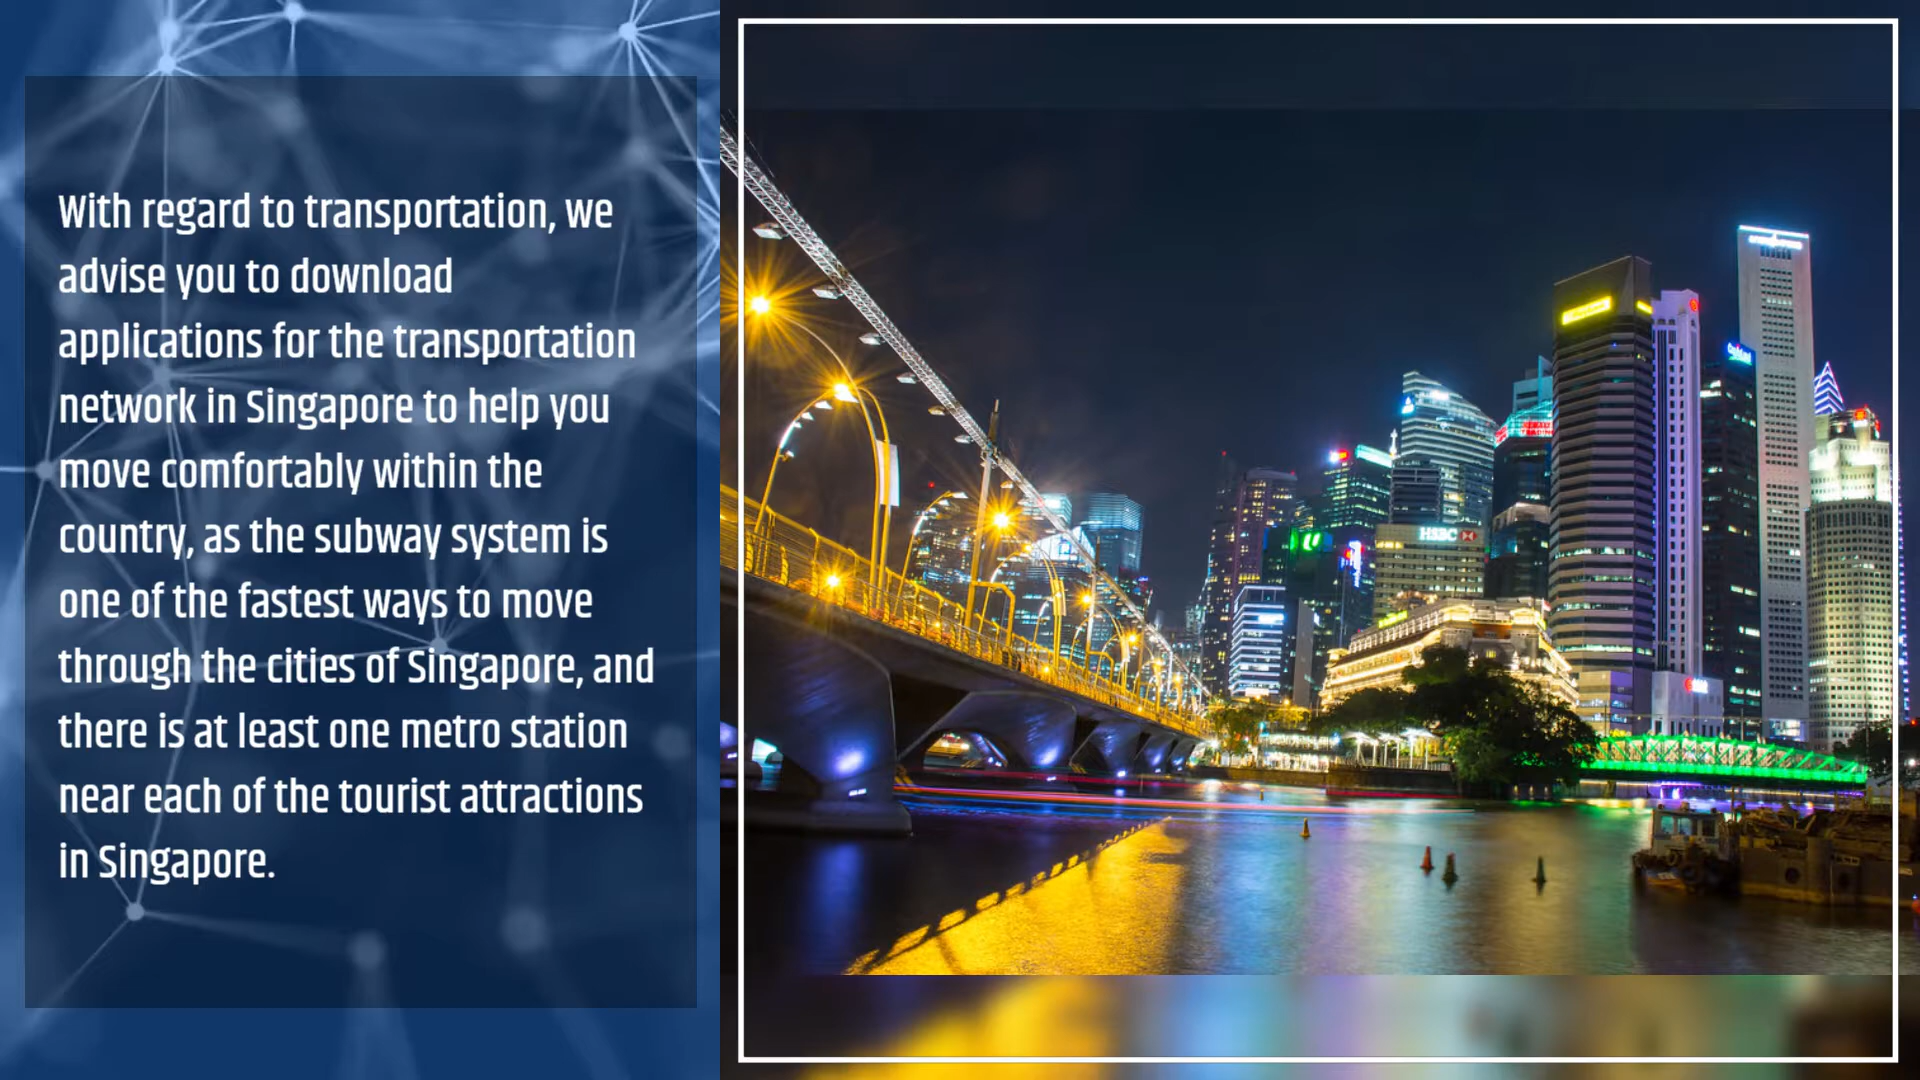 With regard to transportation, we
advise you to download
applications for the transportation
network in Singapore to help you
move comfortably within the
country, as the subway system is
one of the fastest ways to move
through the cities of Singapore, and
there is at least one metro station
near each of the tourist attractions
in Singapore.
HSBC